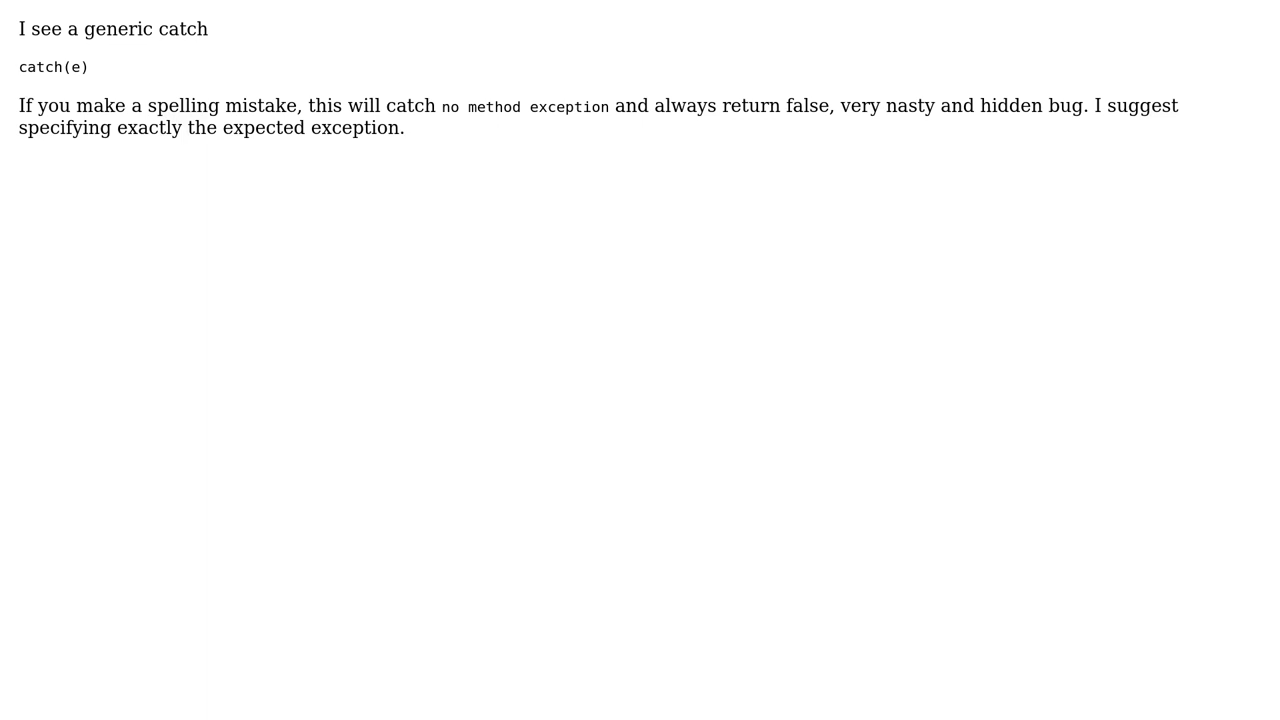 I see a generic catch
catch(e)
If you make a spelling mistake, this will catch no method exception and always return false, very nasty and hidden bug. I suggest
specifying exactly the expected exception.